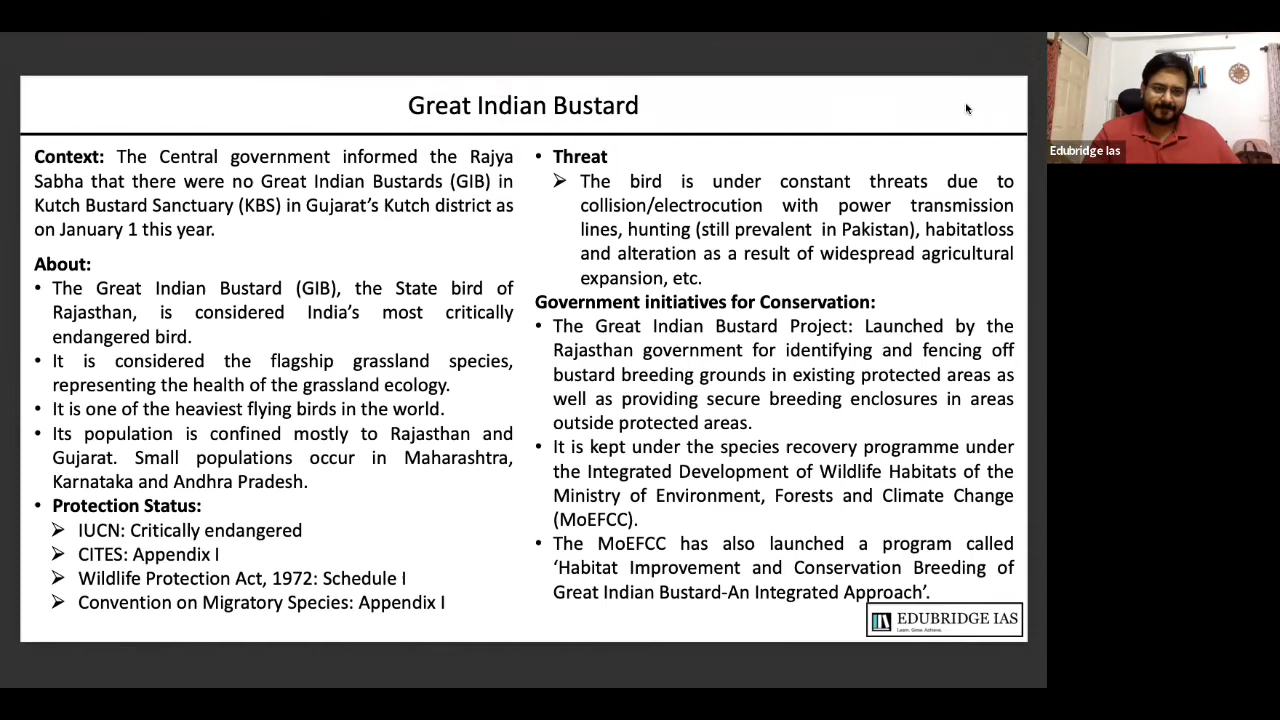 Great Indian Bustard
Context: The Central government informed the Rajya
Sabha that there were no Great Indian Bustards (GIB) in
Kutch Bustard Sanctuary (KBS) in Gujarat's Kutch district as
on January 1 this year.
About:
• The Great Indian Bustard (GIB), the State bird of
Rajasthan, is considered India's most critically
endangered bird.
• It is considered the flagship grassland species,
representing the health of the grassland ecology.
• It is one of the heaviest flying birds in the world.
• Its population is confined mostly to Rajasthan and
Gujarat. Small populations occur in Maharashtra,
Karnataka and Andhra Pradesh.
• Protection Status:
➢ IUCN: Critically endangered
➢ CITES: Appendix I
➢ Wildlife Protection Act, 1972: Schedule I
➢ Convention on Migratory Species: Appendix I
• Threat
➢ The bird is under constant threats due to
collision/electrocution with power transmission
lines, hunting (still prevalent in Pakistan), habitatloss
and alteration as a result of widespread agricultural
expansion, etc.
Government initiatives for Conservation:
• The Great Indian Bustard Project: Launched by the
Rajasthan government for identifying and fencing off
bustard breeding grounds in existing protected areas as
well as providing secure breeding enclosures in areas
outside protected areas.
• It is kept under the species recovery programme under
the Integrated Development of Wildlife Habitats of the
Ministry of Environment, Forests and Climate Change
(MoEFCC).
• The MoEFCC has also launched a program called
'Habitat Improvement and Conservation Breeding of
Great Indian Bustard-An Integrated Approach'.
EDUBRIDGE IAS
Learn. Grow. Achieve.
Edubridge Ias